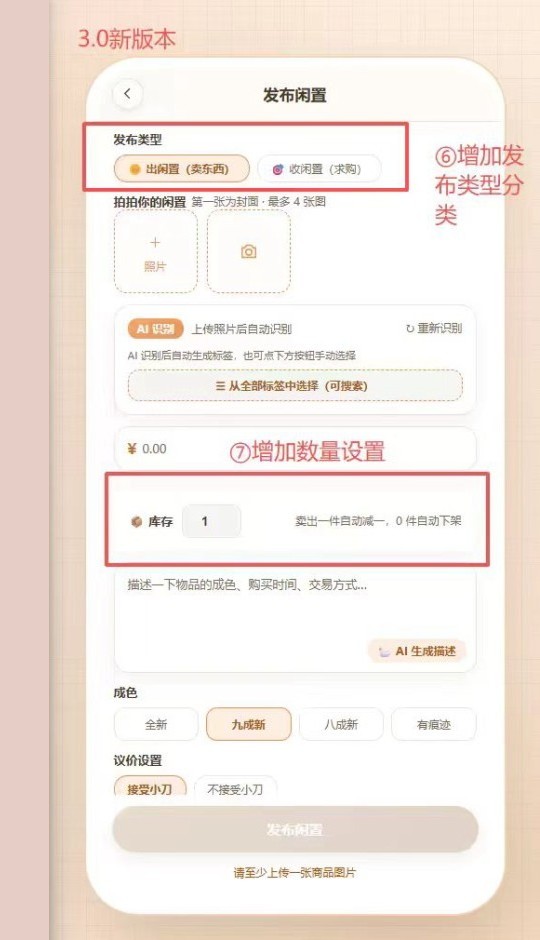 3.0新版本
发布闲置
发布类型
出闲置（卖东西）
收闲置（求购）
⑥增加发
布类型分
类
拍拍你的闲置 第一张为封面 · 最多 4 张图
+
照片
AI 识别 上传照片后自动识别 ↻ 重新识别
AI 识别后自动生成标签，也可点下方按钮手动选择
☰ 从全部标签中选择（可搜索）
¥ 0.00
⑦增加数量设置
库存 1 卖出一件自动减一，0 件自动下架
描述一下物品的成色、购买时间、交易方式...
AI 生成描述
成色
全新 九成新 八成新 有痕迹
议价设置
接受小刀 不接受小刀
发布闲置
请至少上传一张商品图片